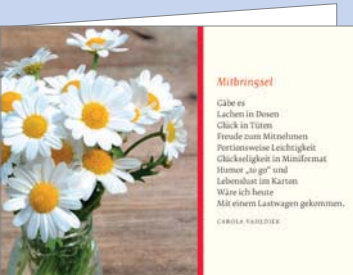 Mitbringsel
Gäbe es
Lachen in Dosen
Glück in Tüten
Freude zum Mitnehmen
Portionsweise Leichtigkeit
Glückseligkeit in Miniformat
Humor „to go“ und
Lebenslust im Karton
Wäre ich heute
Mit einem Lastwagen gekommen.
CAROLA